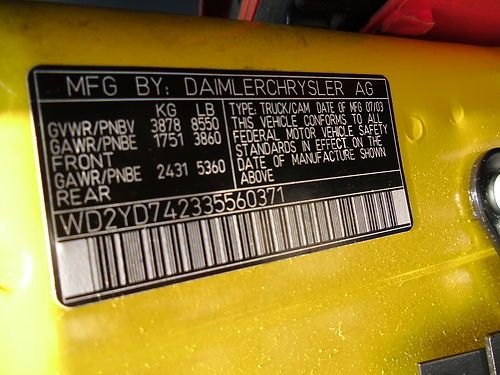 MFG BY: DAIMLERCHRYSLER AG
KG LB
GVWR/PNBV 3878 8550
GAWR/PNBE 1751 3860
FRONT
GAWR/PNBE 2431 5360
REAR
TYPE: TRUCK/CAM DATE OF MFG 07/03
THIS VEHICLE CONFORMS TO ALL
FEDERAL MOTOR VEHICLE SAFETY
STANDARDS IN EFFECT ON THE
DATE OF MANUFACTURE SHOWN
ABOVE
WD2YD742335560371